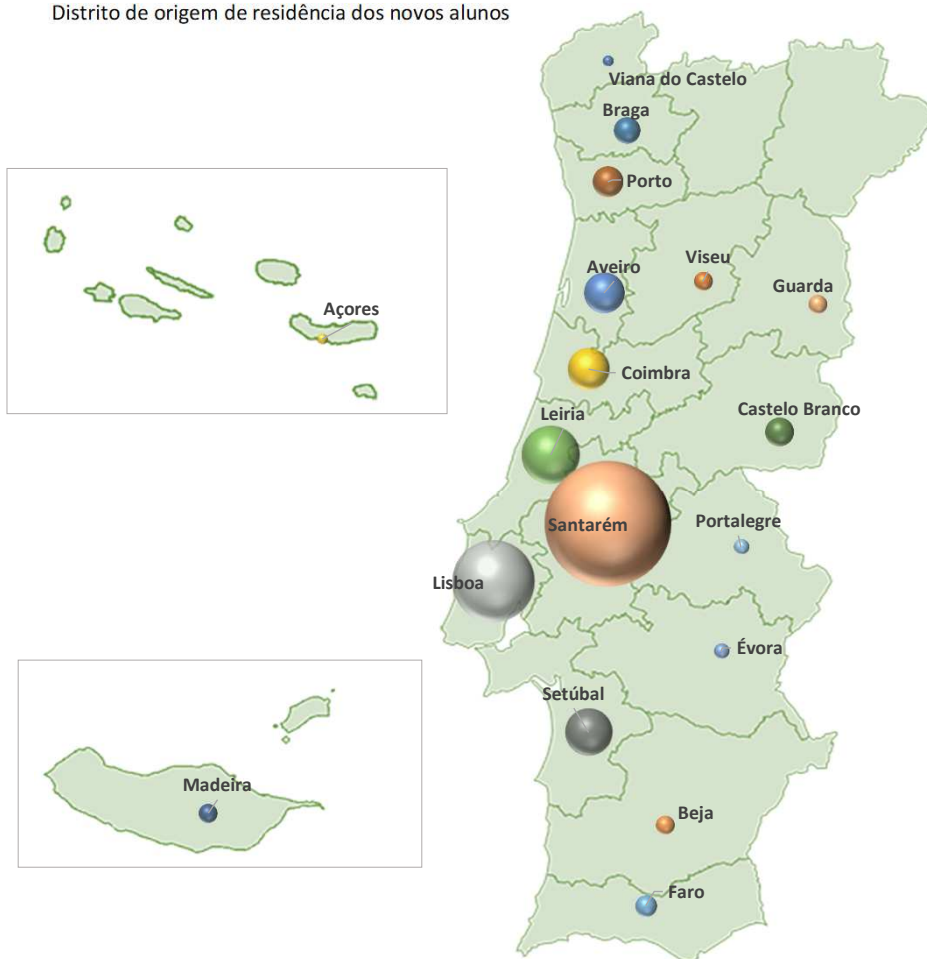 Distrito de origem de residência dos novos alunos
Viana do Castelo
Braga
Porto
Aveiro
Viseu
Guarda
Açores
Coimbra
Leiria
Castelo Branco
Santarém
Portalegre
Lisboa
Évora
Setúbal
Madeira
Beja
Faro